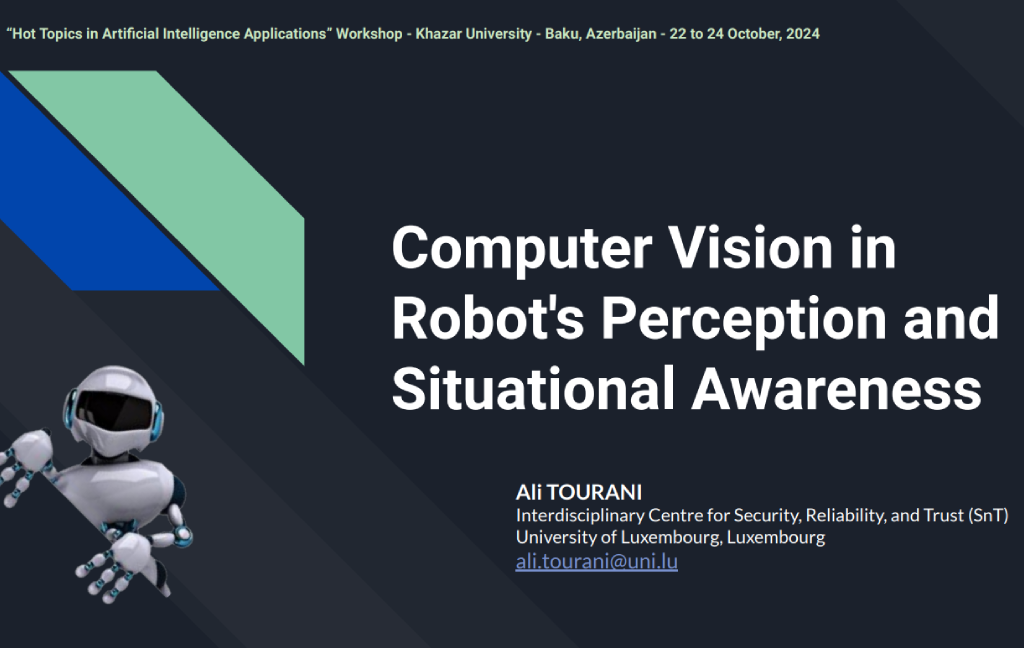 “Hot Topics in Artificial Intelligence Applications” Workshop - Khazar University - Baku, Azerbaijan - 22 to 24 October, 2024
Computer Vision in
Robot's Perception and
Situational Awareness
Ali TOURANI
Interdisciplinary Centre for Security, Reliability, and Trust (SnT)
University of Luxembourg, Luxembourg
ali.tourani@uni.lu